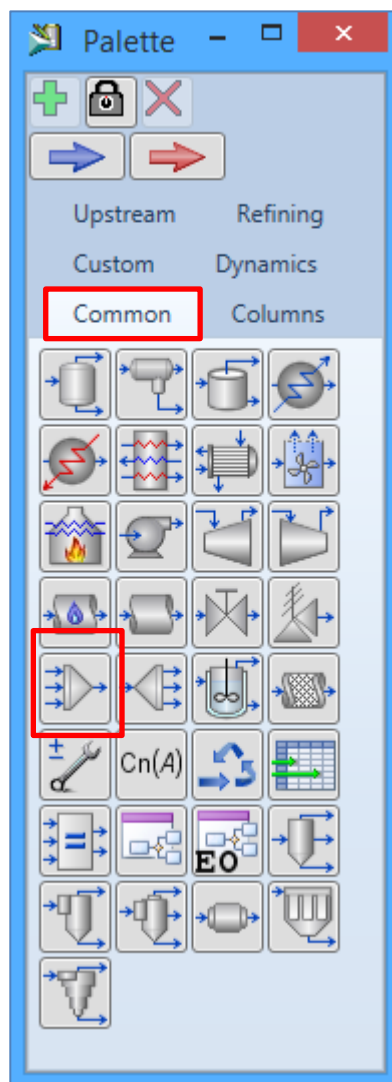 Palette
Upstream Refining
Custom Dynamics
Common Columns
Cn(A)
EO